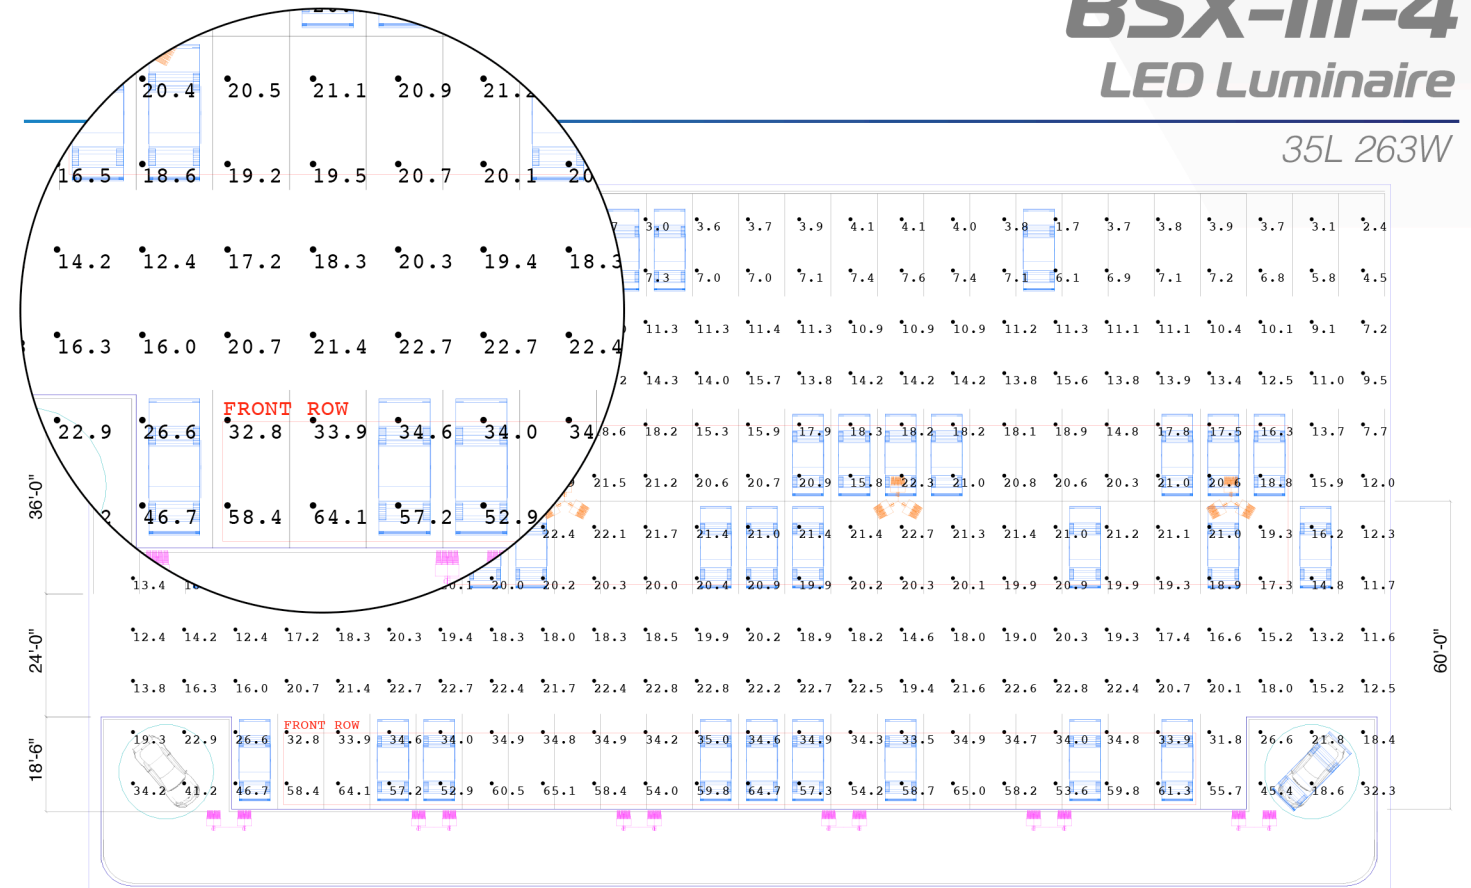 BSX-III-4
LED Luminaire
35L 263W
20.4 20.5 21.1 20.9 21.2
16.5 18.6 19.2 19.5 20.7 20.1 20
14.2 12.4 17.2 18.3 20.3 19.4 18.3
16.3 16.0 20.7 21.4 22.7 22.7 22.4
FRONT ROW
22.9 26.6 32.8 33.9 34.6 34.0 34
2 46.7 58.4 64.1 57.2 52.9
7 3.0 3.6 3.7 3.9 4.1 4.1 4.0 3.8 1.7 3.7 3.8 3.9 3.7 3.1 2.4
7.3 7.0 7.0 7.1 7.4 7.6 7.4 7.1 6.1 6.9 7.1 7.2 6.8 5.8 4.5
11.3 11.3 11.4 11.3 10.9 10.9 10.9 11.2 11.3 11.1 11.1 10.4 10.1 9.1 7.2
2 14.3 14.0 15.7 13.8 14.2 14.2 14.2 13.8 15.6 13.8 13.9 13.4 12.5 11.0 9.5
8.6 18.2 15.3 15.9 17.9 18.3 18.2 18.2 18.1 18.9 14.8 17.8 17.5 16.3 13.7 7.7
21.5 21.2 20.6 20.7 20.9 15.8 22.3 21.0 20.8 20.6 20.3 21.0 20.6 18.8 15.9 12.0
22.4 22.1 21.7 21.4 21.0 21.4 21.4 22.7 21.3 21.4 21.0 21.2 21.1 21.0 19.3 16.2 12.3
13.4 20.1 20.0 20.2 20.3 20.0 20.4 20.9 19.9 20.2 20.3 20.1 19.9 20.9 19.9 19.3 18.9 17.3 14.8 11.7
12.4 14.2 12.4 17.2 18.3 20.3 19.4 18.3 18.0 18.3 18.5 19.9 20.2 18.9 18.2 14.6 18.0 19.0 20.3 19.3 17.4 16.6 15.2 13.2 11.6
13.8 16.3 16.0 20.7 21.4 22.7 22.7 22.4 21.7 22.4 22.8 22.8 22.2 22.7 22.5 19.4 21.6 22.6 22.8 22.4 20.7 20.1 18.0 15.2 12.5
FRONT ROW
19.3 22.9 26.6 32.8 33.9 34.6 34.0 34.9 34.8 34.9 34.2 35.0 34.6 34.9 34.3 33.5 34.9 34.7 34.0 34.8 33.9 31.8 26.6 21.8 18.4
34.2 41.2 46.7 58.4 64.1 57.2 52.9 60.5 65.1 58.4 54.0 59.8 64.7 57.3 54.2 58.7 65.0 58.2 53.6 59.8 61.3 55.7 45.4 18.6 32.3
36'-0"
24'-0"
18'-6"
60'-0"